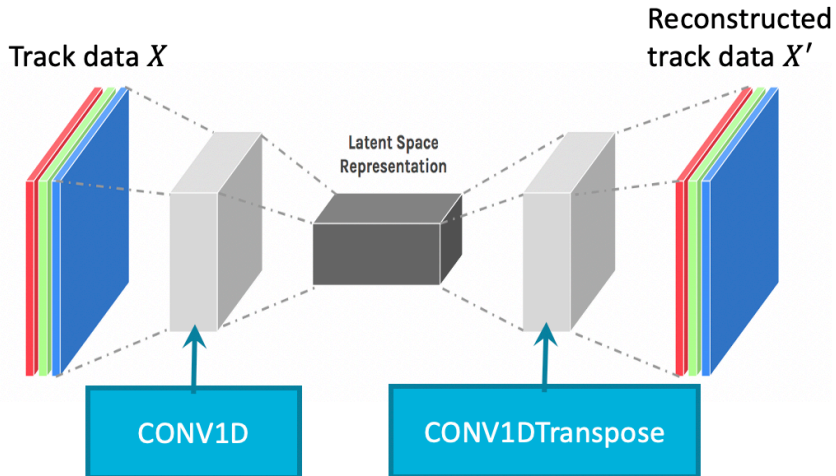 Track data X
Reconstructed
track data X′
Latent Space
Representation
CONV1D
CONV1DTranspose